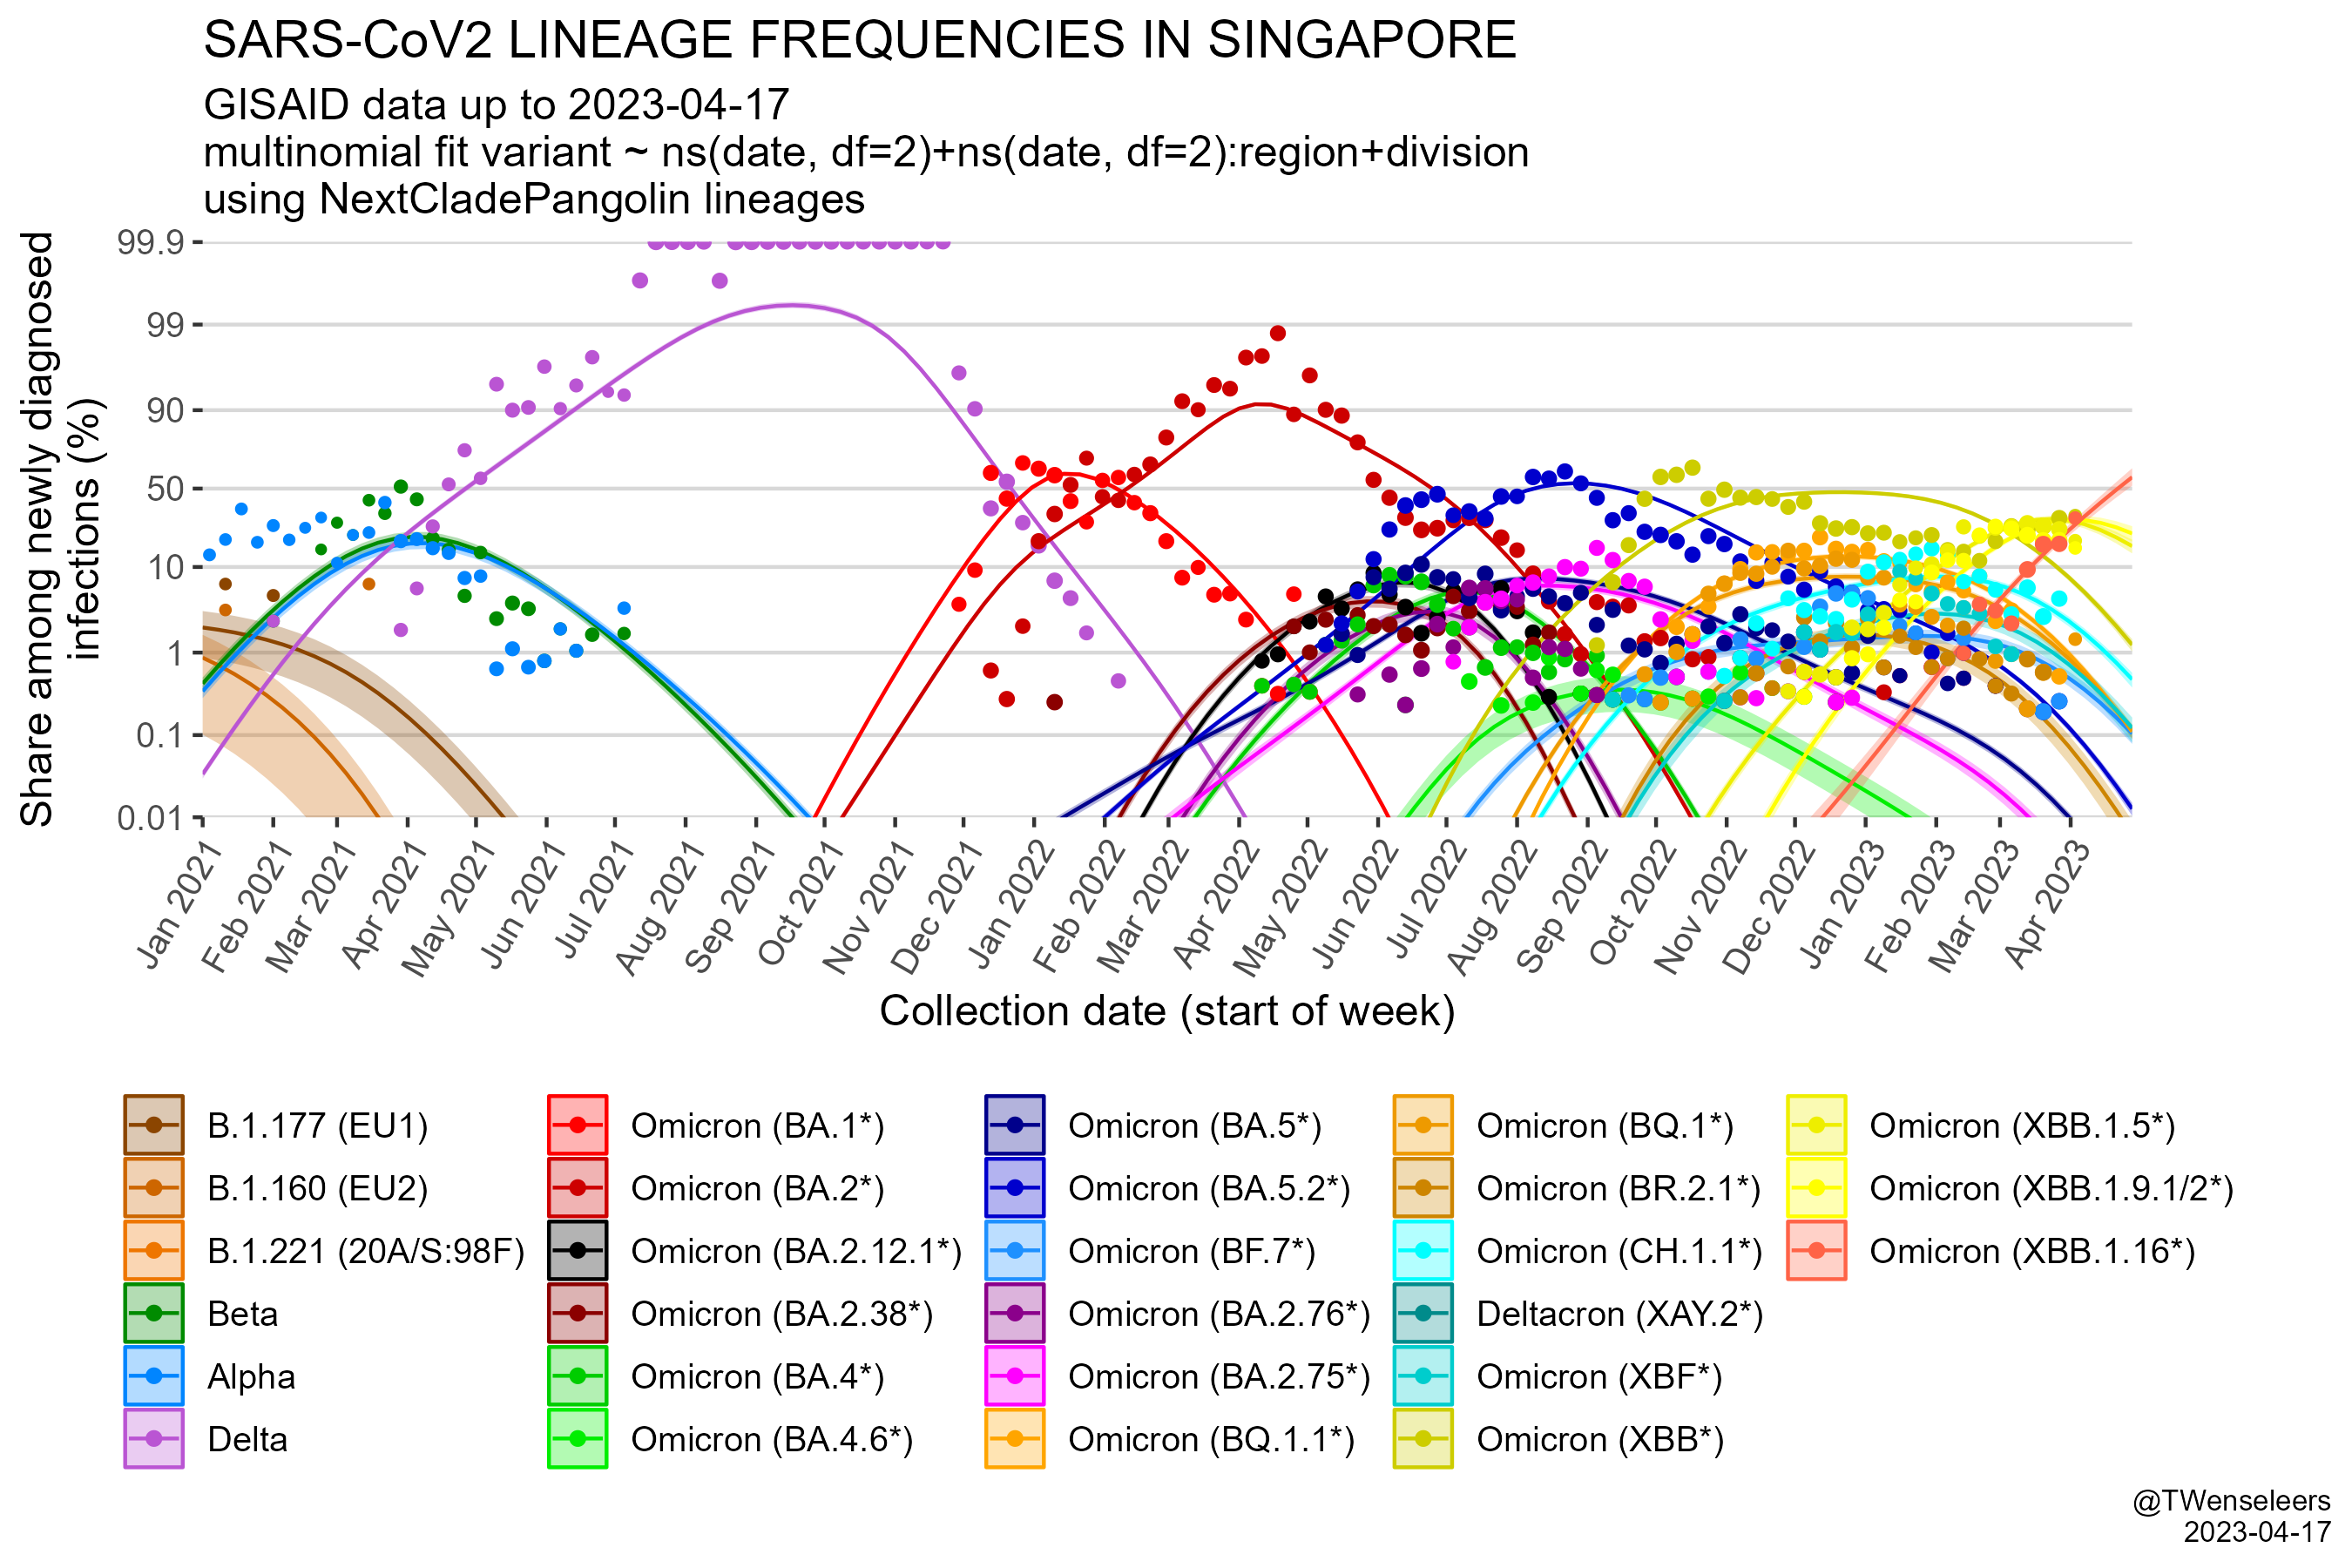 SARS-CoV2 LINEAGE FREQUENCIES IN SINGAPORE
GISAID data up to 2023-04-17
multinomial fit variant ~ ns(date, df=2)+ns(date, df=2):region+division
using NextCladePangolin lineages
Share among newly diagnosed
infections (%)
99.9
99
90
50
10
1
0.1
0.01
Jan 2021
Feb 2021
Mar 2021
Apr 2021
May 2021
Jun 2021
Jul 2021
Aug 2021
Sep 2021
Oct 2021
Nov 2021
Dec 2021
Jan 2022
Feb 2022
Mar 2022
Apr 2022
May 2022
Jun 2022
Jul 2022
Aug 2022
Sep 2022
Oct 2022
Nov 2022
Dec 2022
Jan 2023
Feb 2023
Mar 2023
Apr 2023
Collection date (start of week)
B.1.177 (EU1)
B.1.160 (EU2)
B.1.221 (20A/S:98F)
Beta
Alpha
Delta
Omicron (BA.1*)
Omicron (BA.2*)
Omicron (BA.2.12.1*)
Omicron (BA.2.38*)
Omicron (BA.4*)
Omicron (BA.4.6*)
Omicron (BA.5*)
Omicron (BA.5.2*)
Omicron (BF.7*)
Omicron (BA.2.76*)
Omicron (BA.2.75*)
Omicron (BQ.1.1*)
Omicron (BQ.1*)
Omicron (BR.2.1*)
Omicron (CH.1.1*)
Deltacron (XAY.2*)
Omicron (XBF*)
Omicron (XBB*)
Omicron (XBB.1.5*)
Omicron (XBB.1.9.1/2*)
Omicron (XBB.1.16*)
@TWenseleers
2023-04-17